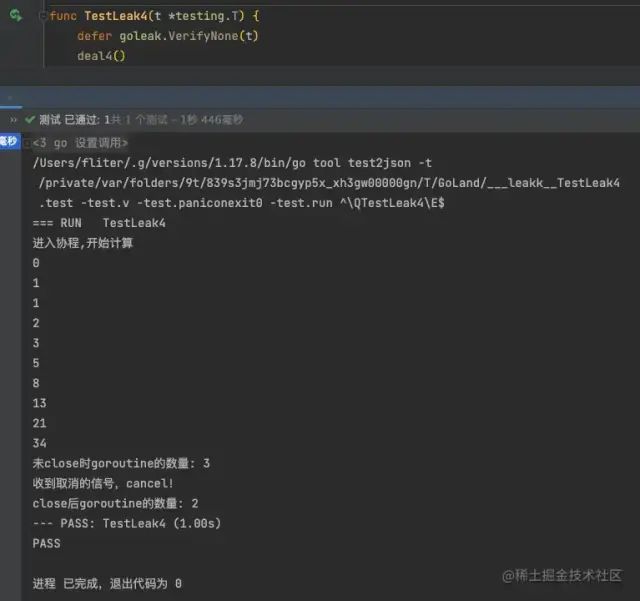 func TestLeak4(t *testing.T) {
defer goleak.VerifyNone(t)
deal4()
» ✓ 测试 已通过: 1共 1 个测试 – 1秒 446毫秒
毫秒 <3 go 设置调用>
/Users/fliter/.g/versions/1.17.8/bin/go tool test2json -t
/private/var/folders/9t/839s3jmj73bcgyp5x_xh3gw00000gn/T/GoLand/___leakk__TestLeak4
.test -test.v -test.paniconexit0 -test.run ^\QTestLeak4\E$
=== RUN   TestLeak4
进入协程,开始计算
0
1
1
2
3
5
8
13
21
34
未close时goroutine的数量: 3
收到取消的信号, cancel!
close后goroutine的数量: 2
--- PASS: TestLeak4 (1.00s)
PASS
进程 已完成，退出代码为 0
@稀土掘金技术社区